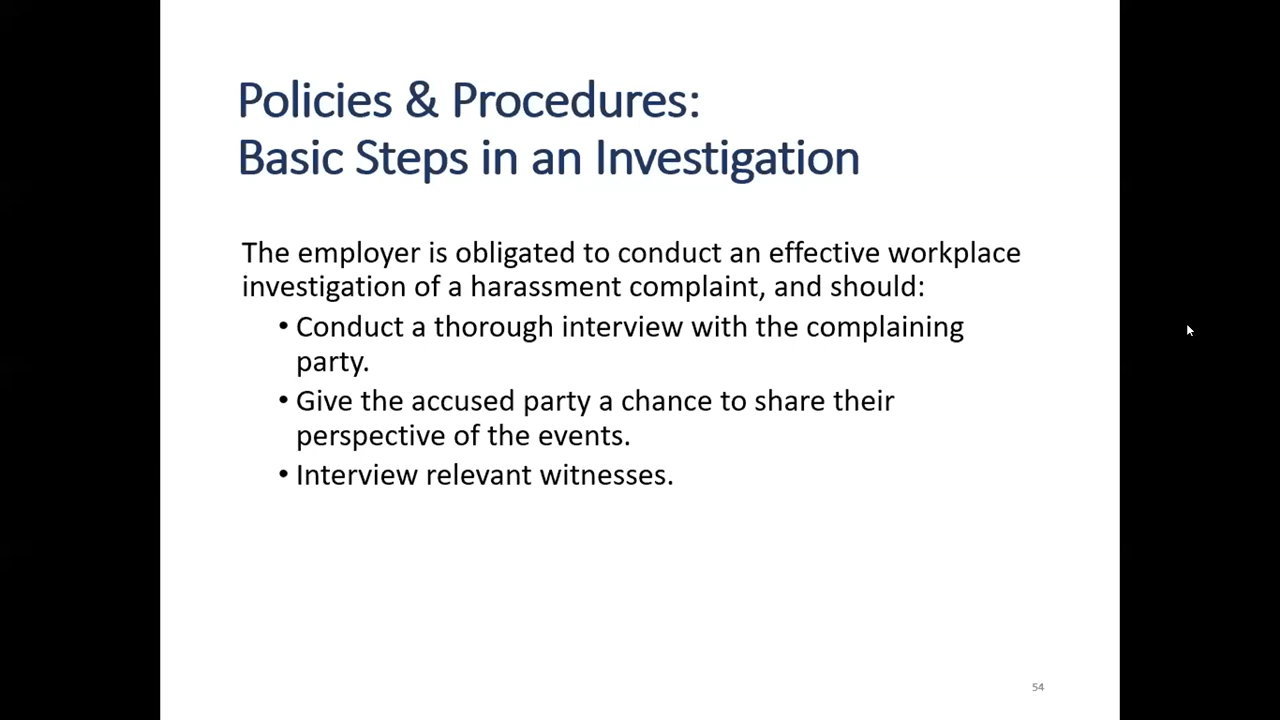 Policies & Procedures:
Basic Steps in an Investigation
The employer is obligated to conduct an effective workplace
investigation of a harassment complaint, and should:
• Conduct a thorough interview with the complaining
party.
• Give the accused party a chance to share their
perspective of the events.
• Interview relevant witnesses.
54